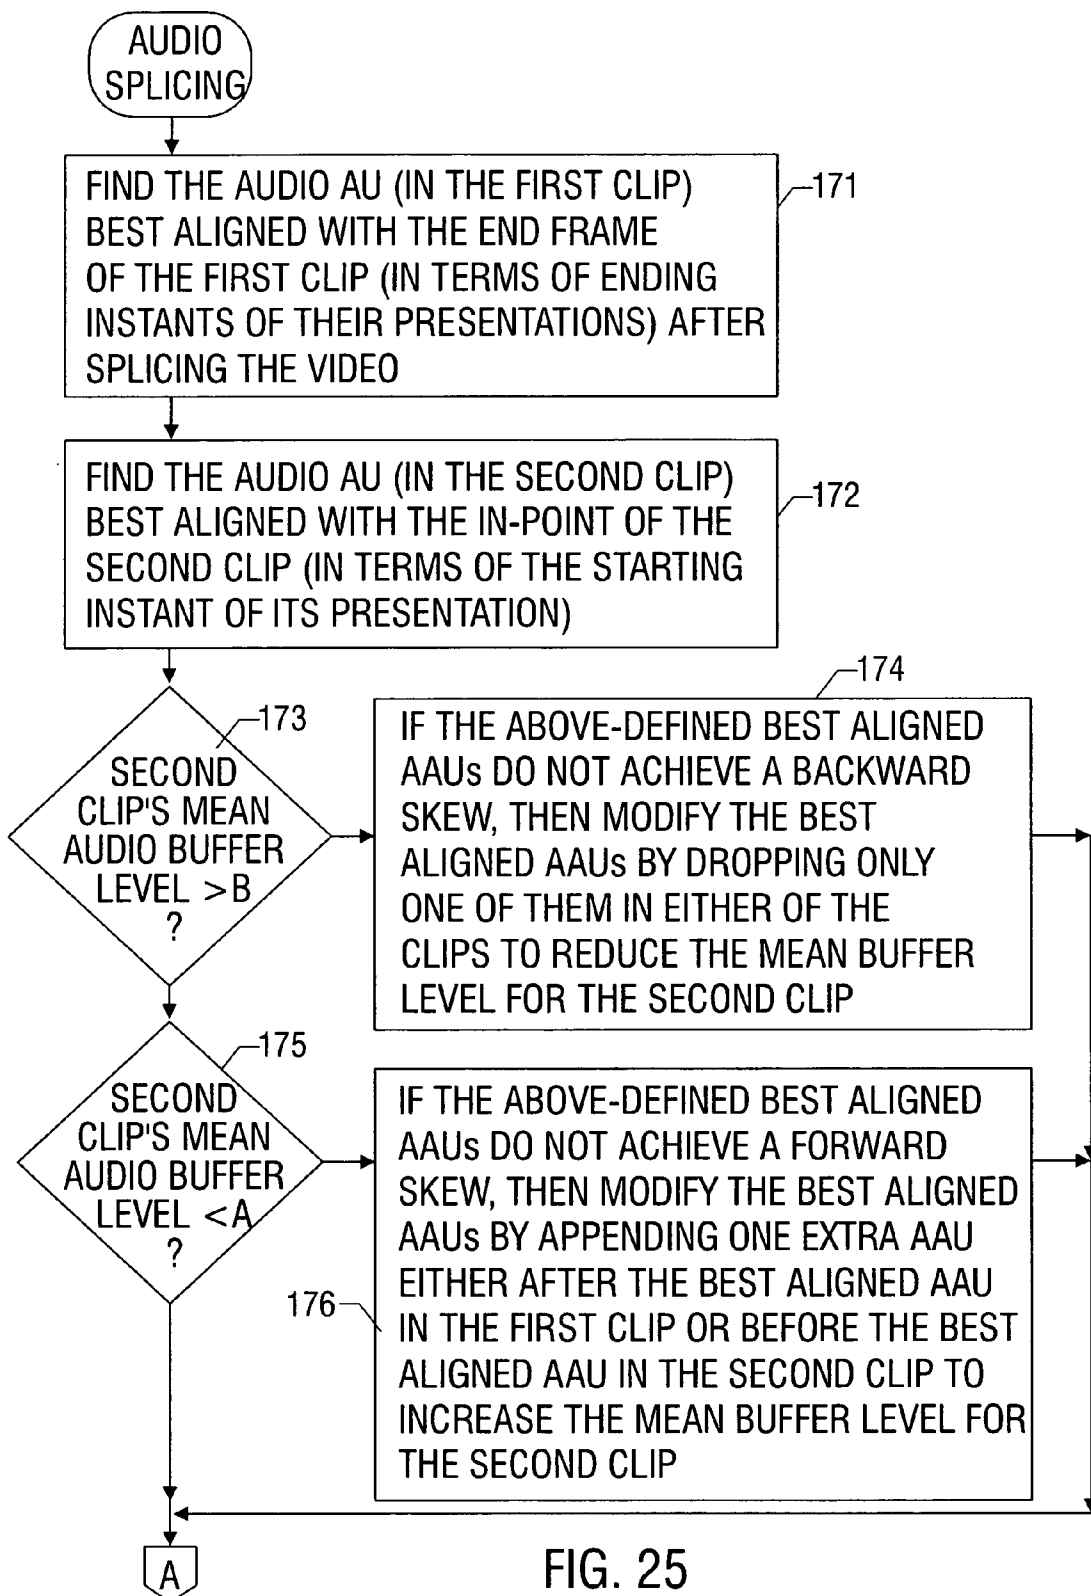 AUDIO
SPLICING
FIND THE AUDIO AU (IN THE FIRST CLIP)
BEST ALIGNED WITH THE END FRAME
OF THE FIRST CLIP (IN TERMS OF ENDING
INSTANTS OF THEIR PRESENTATIONS) AFTER
SPLICING THE VIDEO
171
FIND THE AUDIO AU (IN THE SECOND CLIP)
BEST ALIGNED WITH THE IN-POINT OF THE
SECOND CLIP (IN TERMS OF THE STARTING
INSTANT OF ITS PRESENTATION)
172
173
SECOND
CLIP'S MEAN
AUDIO BUFFER
LEVEL >B
?
174
IF THE ABOVE-DEFINED BEST ALIGNED
AAUs DO NOT ACHIEVE A BACKWARD
SKEW, THEN MODIFY THE BEST
ALIGNED AAUs BY DROPPING ONLY
ONE OF THEM IN EITHER OF THE
CLIPS TO REDUCE THE MEAN BUFFER
LEVEL FOR THE SECOND CLIP
175
SECOND
CLIP'S MEAN
AUDIO BUFFER
LEVEL <A
?
IF THE ABOVE-DEFINED BEST ALIGNED
AAUs DO NOT ACHIEVE A FORWARD
SKEW, THEN MODIFY THE BEST ALIGNED
AAUs BY APPENDING ONE EXTRA AAU
EITHER AFTER THE BEST ALIGNED AAU
IN THE FIRST CLIP OR BEFORE THE BEST
ALIGNED AAU IN THE SECOND CLIP TO
INCREASE THE MEAN BUFFER LEVEL FOR
THE SECOND CLIP
176
A
FIG. 25